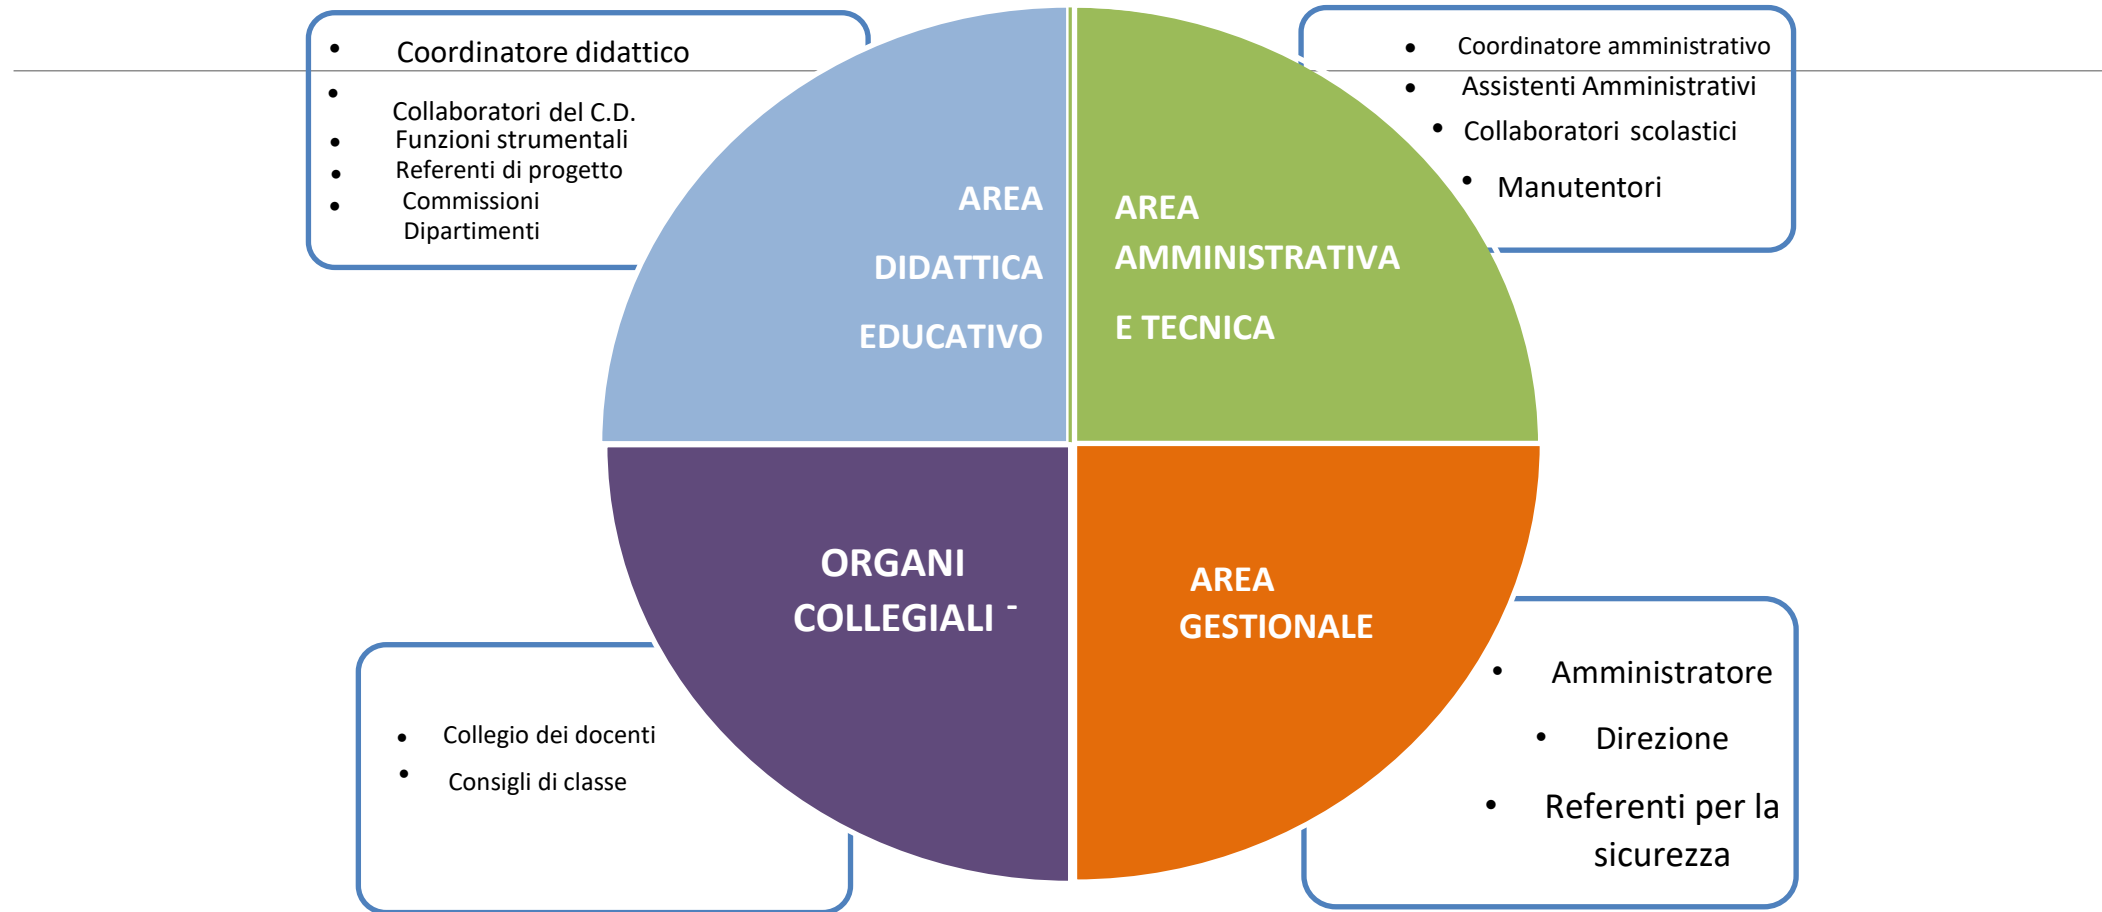 • Coordinatore didattico
•
Collaboratori del C.D.
• Funzioni strumentali
• Referenti di progetto
• Commissioni
Dipartimenti
• Coordinatore amministrativo
• Assistenti Amministrativi
• Collaboratori scolastici
• Manutentori
AREA
DIDATTICA
EDUCATIVO
AREA
AMMINISTRATIVA
E TECNICA
ORGANI
COLLEGIALI -
AREA
GESTIONALE
• Collegio dei docenti
• Consigli di classe
• Amministratore
• Direzione
• Referenti per la
sicurezza